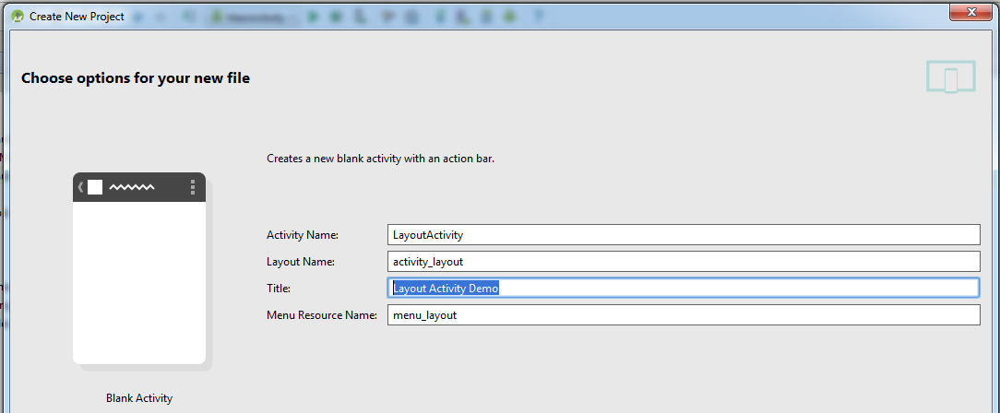 Create New Project
Choose options for your new file
Creates a new blank activity with an action bar.
Activity Name: LayoutActivity
Layout Name: activity_layout
Title: Layout Activity Demo
Menu Resource Name: menu_layout
Blank Activity